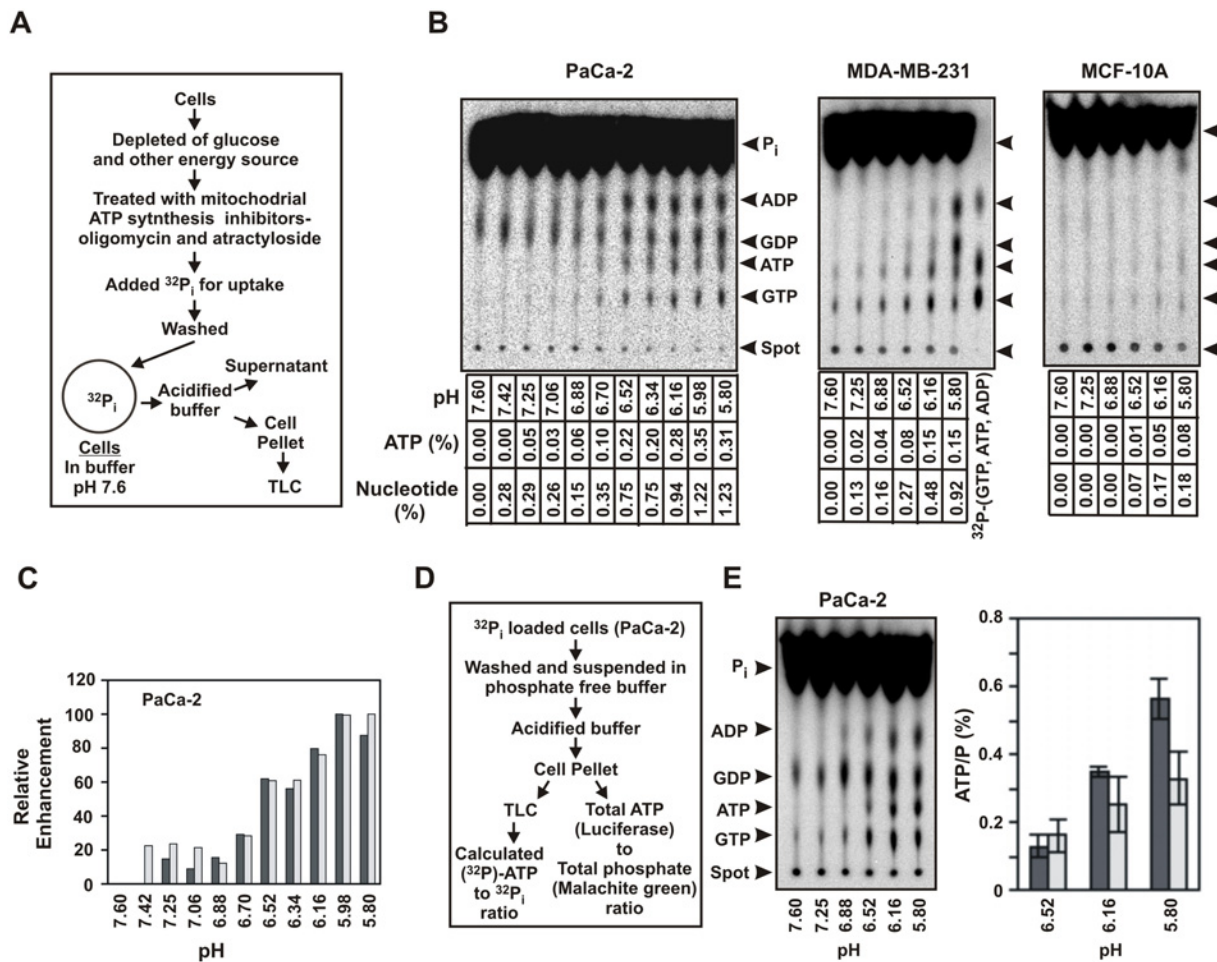 A
Cells
Depleted of glucose
and other energy source
Treated with mitochodrial
ATP sytnthesis inhibitors-
oligomycin and atractyloside
Added 32Pi for uptake
Washed
32Pi
Cells
In buffer
pH 7.6
Acidified
buffer
Supernatant
Cell
Pellet
TLC
B
PaCa-2
MDA-MB-231
MCF-10A
Pi
ADP
GDP
ATP
GTP
Spot
pH 7.60 7.42 7.25 7.06 6.88 6.70 6.52 6.34 6.16 5.98 5.80
ATP (%) 0.00 0.00 0.05 0.03 0.06 0.10 0.22 0.20 0.28 0.35 0.31
Nucleotide (%) 0.00 0.28 0.29 0.26 0.15 0.35 0.75 0.75 0.94 1.22 1.23
7.60 7.25 6.88 6.52 6.16 5.80
0.00 0.02 0.04 0.08 0.15 0.15
0.00 0.13 0.16 0.27 0.48 0.92
32P-(GTP, ATP, ADP)
7.60 7.25 6.88 6.52 6.16 5.80
0.00 0.00 0.00 0.01 0.05 0.08
0.00 0.00 0.00 0.07 0.17 0.18
C
PaCa-2
Relative
Enhancement
120
100
80
60
40
20
0
7.60 7.42 7.25 7.06 6.88 6.70 6.52 6.34 6.16 5.98 5.80
pH
D
32Pi loaded cells (PaCa-2)
Washed and suspended in
phosphate free buffer
Acidified buffer
Cell Pellet
TLC
Calculated
(32P)-ATP
to 32Pi
ratio
Total ATP
(Luciferase)
to
Total phosphate
(Malachite green)
ratio
E
PaCa-2
Pi
ADP
GDP
ATP
GTP
Spot
7.60 7.25 6.88 6.52 6.16 5.80
pH
ATP/P (%)
0.8
0.6
0.4
0.2
0
6.52 6.16 5.80
pH